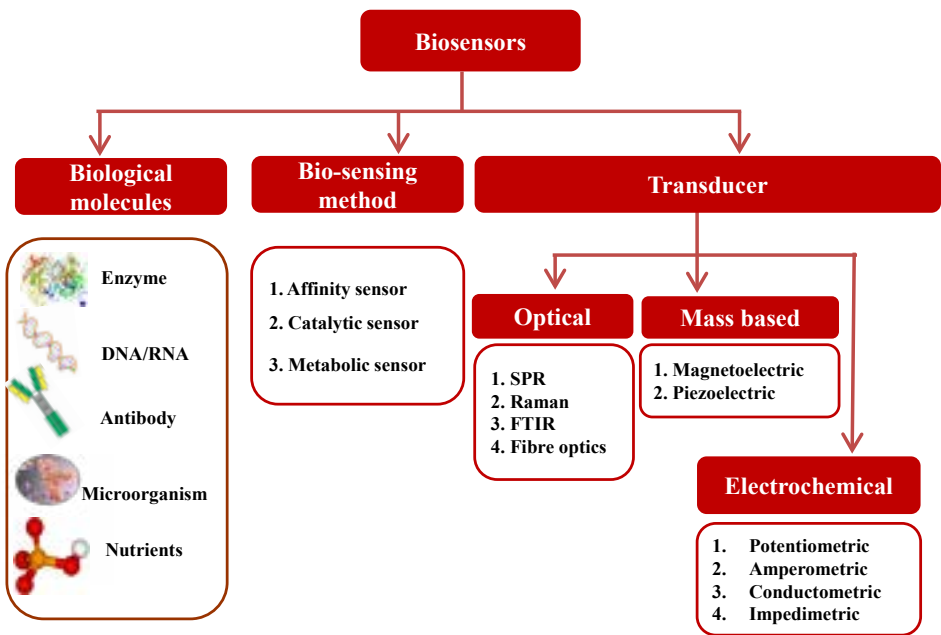 Biosensors
Biological
molecules
Bio-sensing
method
Transducer
Enzyme
DNA/RNA
Antibody
Microorganism
Nutrients
1. Affinity sensor
2. Catalytic sensor
3. Metabolic sensor
Optical
1. SPR
2. Raman
3. FTIR
4. Fibre optics
Mass based
1. Magnetoelectric
2. Piezoelectric
Electrochemical
1. Potentiometric
2. Amperometric
3. Conductometric
4. Impedimetric